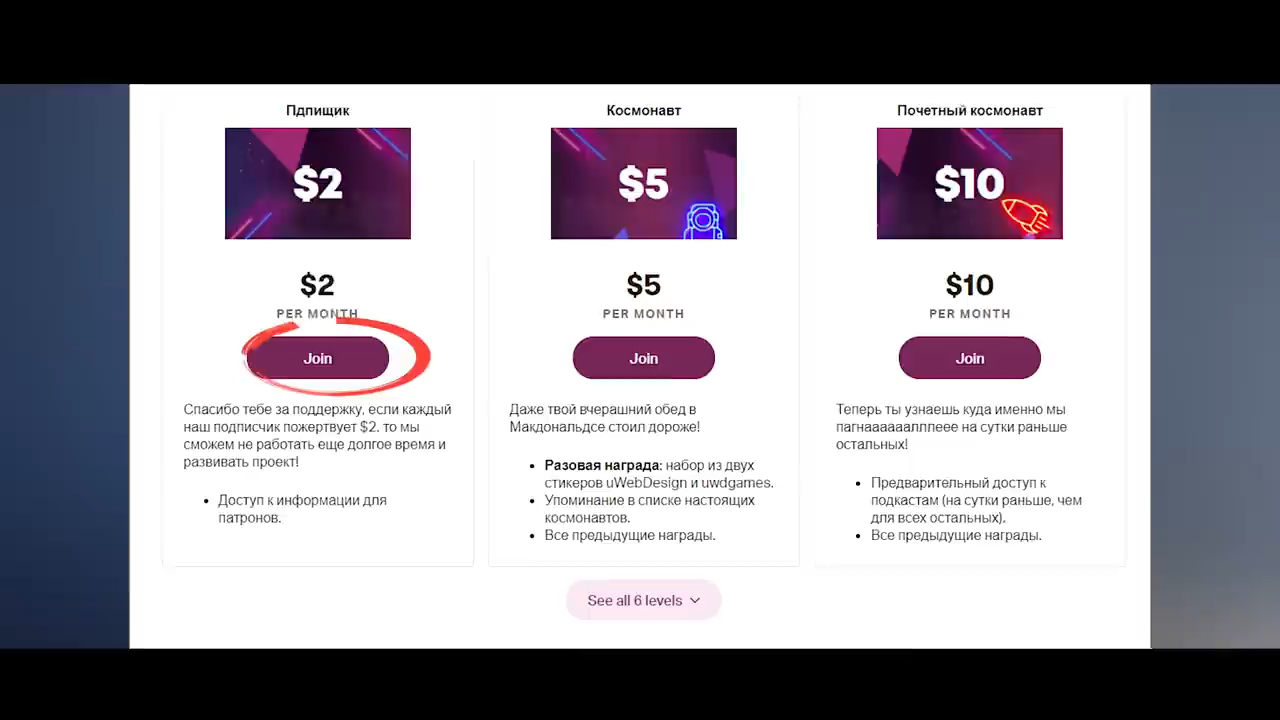 Пдпищик
$2
$2
PER MONTH
Join
Спасибо тебе за поддержку, если каждый
наш подписчик пожертвует $2. то мы
сможем не работать еще долгое время и
развивать проект!
Доступ к информации для
патронов.
Космонавт
$5
$5
PER MONTH
Join
Даже твой вчерашний обед в
Макдональдсе стоил дороже!
Разовая награда: набор из двух
стикеров uWebDesign и uwdgames.
Упоминание в списке настоящих
космонавтов.
Все предыдущие награды.
Почетный космонавт
$10
$10
PER MONTH
Join
Теперь ты узнаешь куда именно мы
пагнааааааалллеее на сутки раньше
остальных!
Предварительный доступ к
подкастам (на сутки раньше, чем
для всех остальных).
Все предыдущие награды.
See all 6 levels